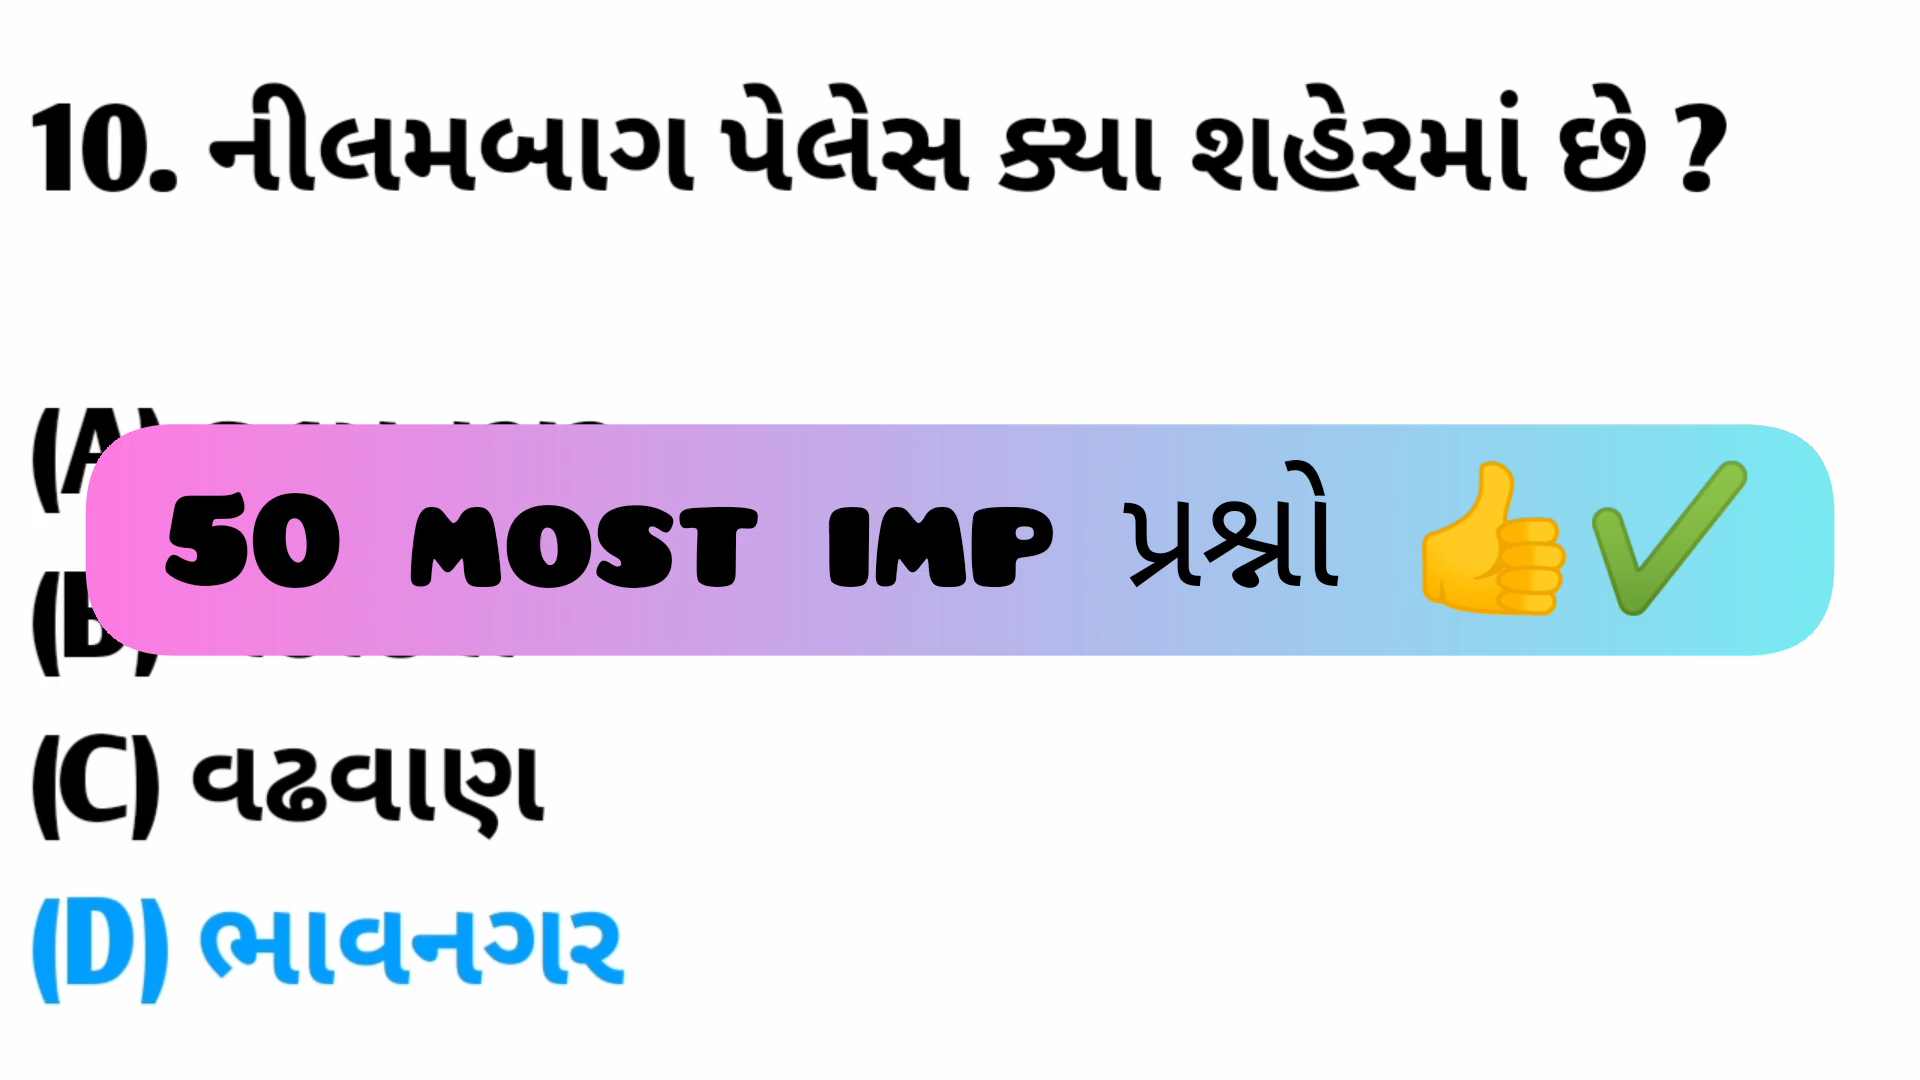 10. નીલમબાગ પેલેસ ક્યા શહેરમાં છે ?
(A)
50 MOST IMP પ્રશ્નો 👍✔
(B)
(C) વઢવાણ
(D) ભાવનગર